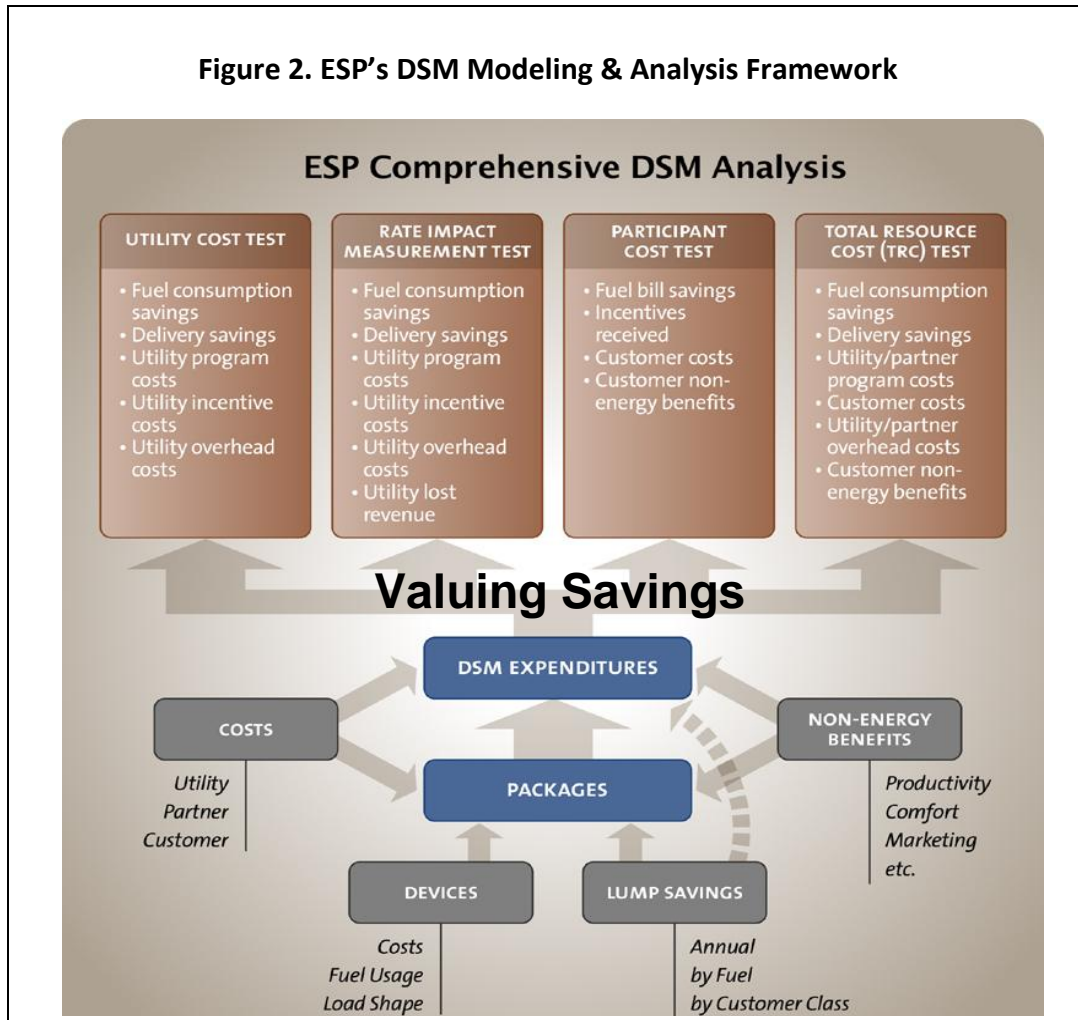 Figure 2. ESP’s DSM Modeling & Analysis Framework
ESP Comprehensive DSM Analysis
UTILITY COST TEST
• Fuel consumption
savings
• Delivery savings
• Utility program
costs
• Utility incentive
costs
• Utility overhead
costs
RATE IMPACT
MEASUREMENT TEST
• Fuel consumption
savings
• Delivery savings
• Utility program
costs
• Utility incentive
costs
• Utility overhead
costs
• Utility lost
revenue
PARTICIPANT
COST TEST
• Fuel bill savings
• Incentives
received
• Customer costs
• Customer non-
energy benefits
TOTAL RESOURCE
COST (TRC) TEST
• Fuel consumption
savings
• Delivery savings
• Utility/partner
program costs
• Customer costs
• Utility/partner
overhead costs
• Customer non-
energy benefits
Valuing Savings
DSM EXPENDITURES
COSTS
Utility
Partner
Customer
NON-ENERGY
BENEFITS
Productivity
Comfort
Marketing
etc.
PACKAGES
DEVICES
Costs
Fuel Usage
Load Shape
LUMP SAVINGS
Annual
by Fuel
by Customer Class